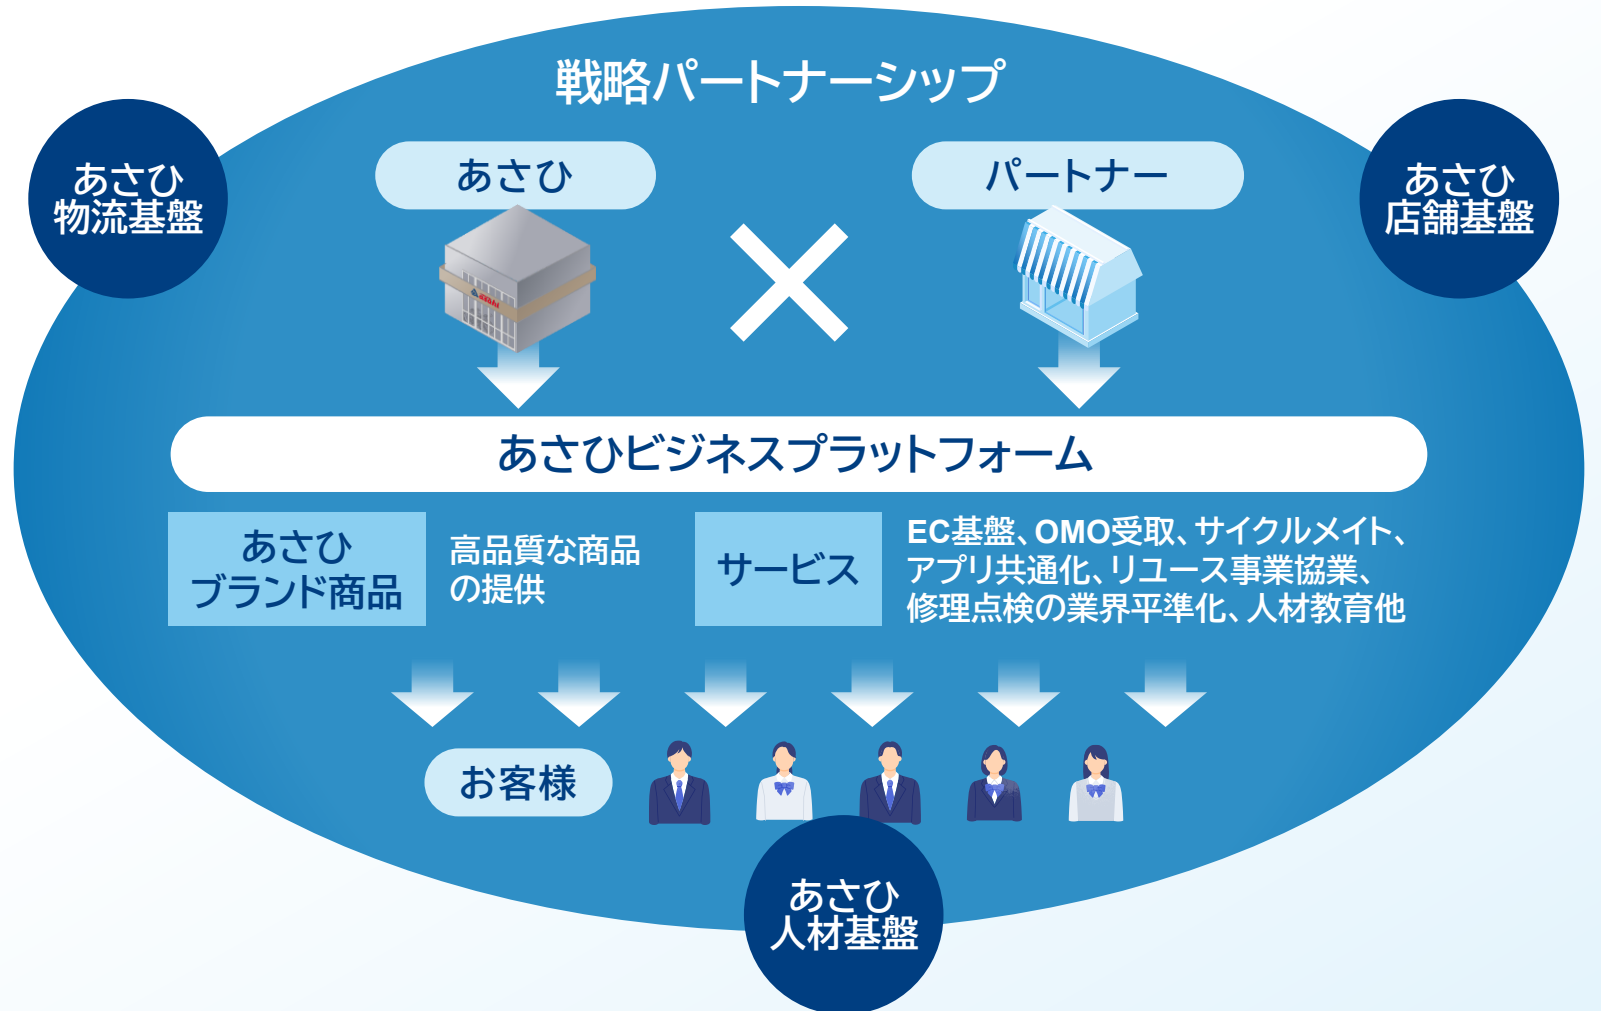 戦略パートナーシップ
あさひ
物流基盤
あさひ
パートナー
あさひ
店舗基盤
asahi
あさひビジネスプラットフォーム
あさひ
ブランド商品
高品質な商品
の提供
サービス
EC基盤、OMO受取、サイクルメイト、
アプリ共通化、リユース事業協業、
修理点検の業界平準化、人材教育他
お客様
あさひ
人材基盤